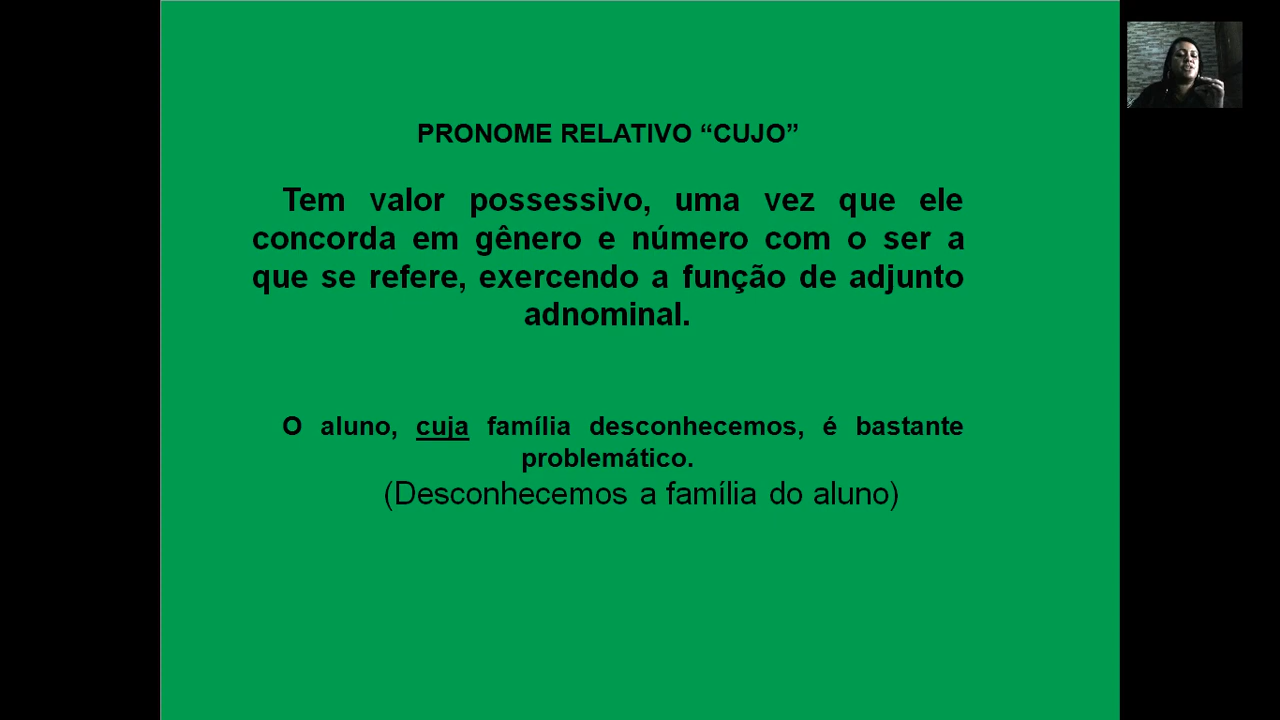 PRONOME RELATIVO “CUJO”
Tem valor possessivo, uma vez que ele
concorda em gênero e número com o ser a
que se refere, exercendo a função de adjunto
adnominal.
O aluno, cuja família desconhecemos, é bastante
problemático.
(Desconhecemos a família do aluno)